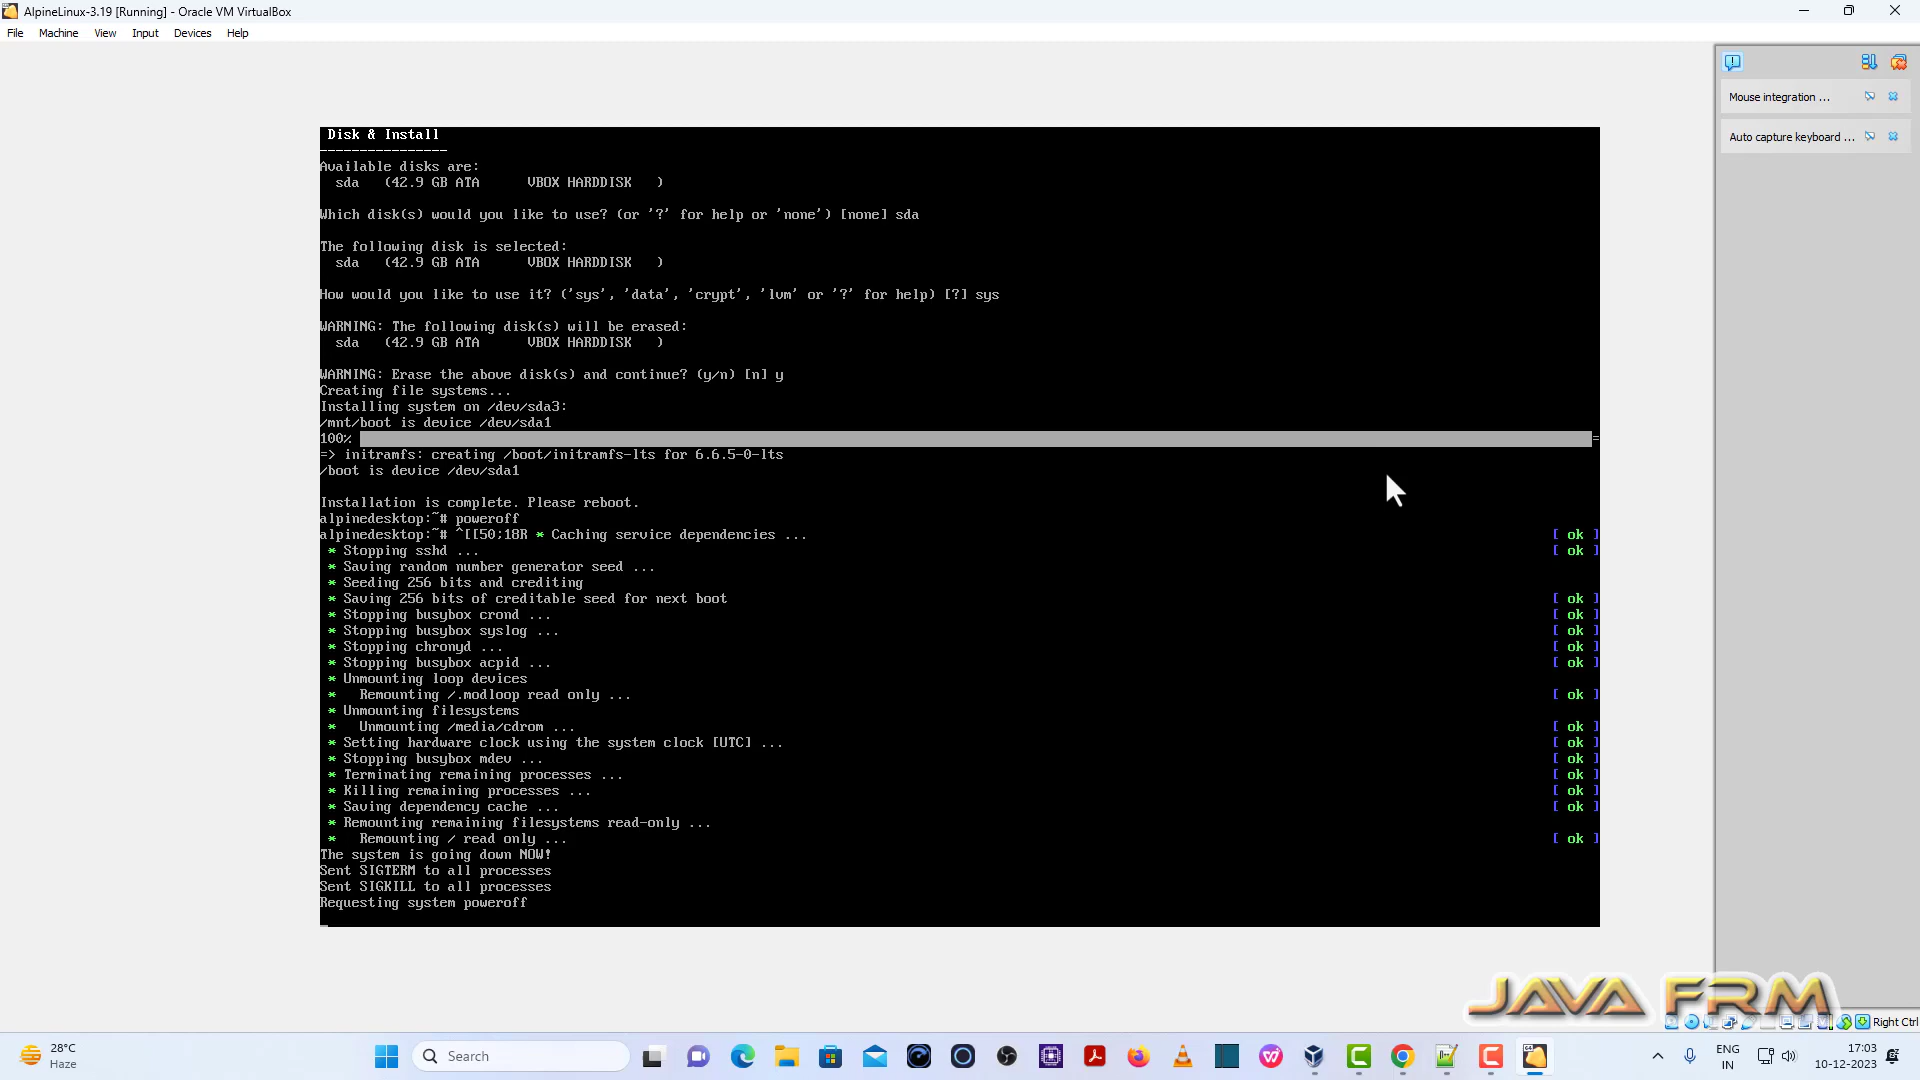 AlpineLinux-3.19 [Running] - Oracle VM VirtualBox
File Machine View Input Devices Help
Mouse integration ...
Auto capture keyboard ...
Disk & Install
----------------
Available disks are:
sda (42.9 GB ATA VBOX HARDDISK )
Which disk(s) would you like to use? (or '?' for help or 'none') [none] sda
The following disk is selected:
sda (42.9 GB ATA VBOX HARDDISK )
How would you like to use it? ('sys', 'data', 'crypt', 'lvm' or '?' for help) [?] sys
WARNING: The following disk(s) will be erased:
sda (42.9 GB ATA VBOX HARDDISK )
WARNING: Erase the above disk(s) and continue? (y/n) [n] y
Creating file systems...
Installing system on /dev/sda3:
/mnt/boot is device /dev/sda1
100% =
=> initramfs: creating /boot/initramfs-lts for 6.6.5-0-lts
/boot is device /dev/sda1
Installation is complete. Please reboot.
alpinedesktop:~# poweroff
alpinedesktop:~# ^[[50;18R * Caching service dependencies ... [ ok ]
* Stopping sshd ... [ ok ]
* Saving random number generator seed ...
* Seeding 256 bits and crediting
* Saving 256 bits of creditable seed for next boot [ ok ]
* Stopping busybox crond ... [ ok ]
* Stopping busybox syslog ... [ ok ]
* Stopping chronyd ... [ ok ]
* Stopping busybox acpid ... [ ok ]
* Unmounting loop devices
* Remounting /.modloop read only ... [ ok ]
* Unmounting filesystems
* Unmounting /media/cdrom ... [ ok ]
* Setting hardware clock using the system clock [UTC] ... [ ok ]
* Stopping busybox mdev ... [ ok ]
* Terminating remaining processes ... [ ok ]
* Killing remaining processes ... [ ok ]
* Saving dependency cache ... [ ok ]
* Remounting remaining filesystems read-only ...
* Remounting / read only ... [ ok ]
The system is going down NOW!
Sent SIGTERM to all processes
Sent SIGKILL to all processes
Requesting system poweroff
JAVA FRM
Right Ctrl
28°C
Haze
Search
ENG
IN
17:03
10-12-2023